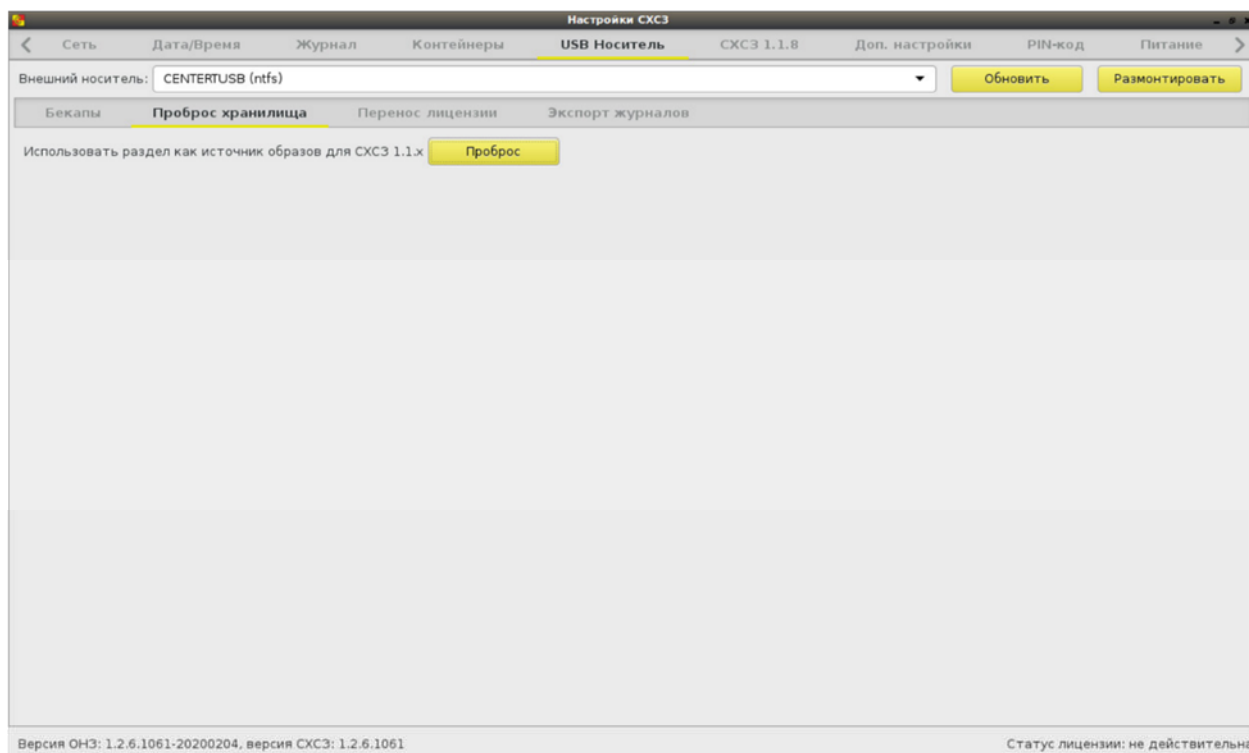 Настройки СХСЗ
Сеть Дата/Время Журнал Контейнеры USB Носитель СХСЗ 1.1.8 Доп. настройки PIN-код Питание
Внешний носитель: CENTERTUSB (ntfs) Обновить Размонтировать
Бекапы Проброс хранилища Перенос лицензии Экспорт журналов
Использовать раздел как источник образов для СХСЗ 1.1.x Проброс
Версия ОНЗ: 1.2.6.1061-20200204, версия СХСЗ: 1.2.6.1061 Статус лицензии: не действительна